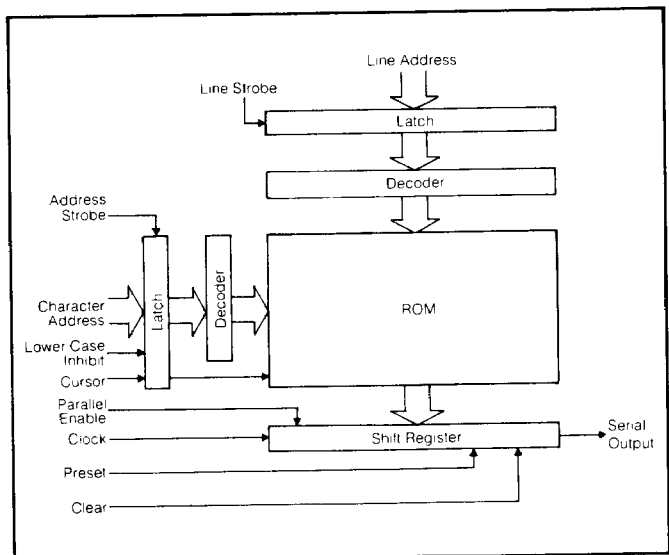 Line Address
Line Strobe
Latch
Decoder
Address
Strobe
Latch
Decoder
ROM
Character
Address
Lower Case
Inhibit
Cursor
Parallel
Enable
Clock
Shift Register
Serial
Output
Preset
Clear